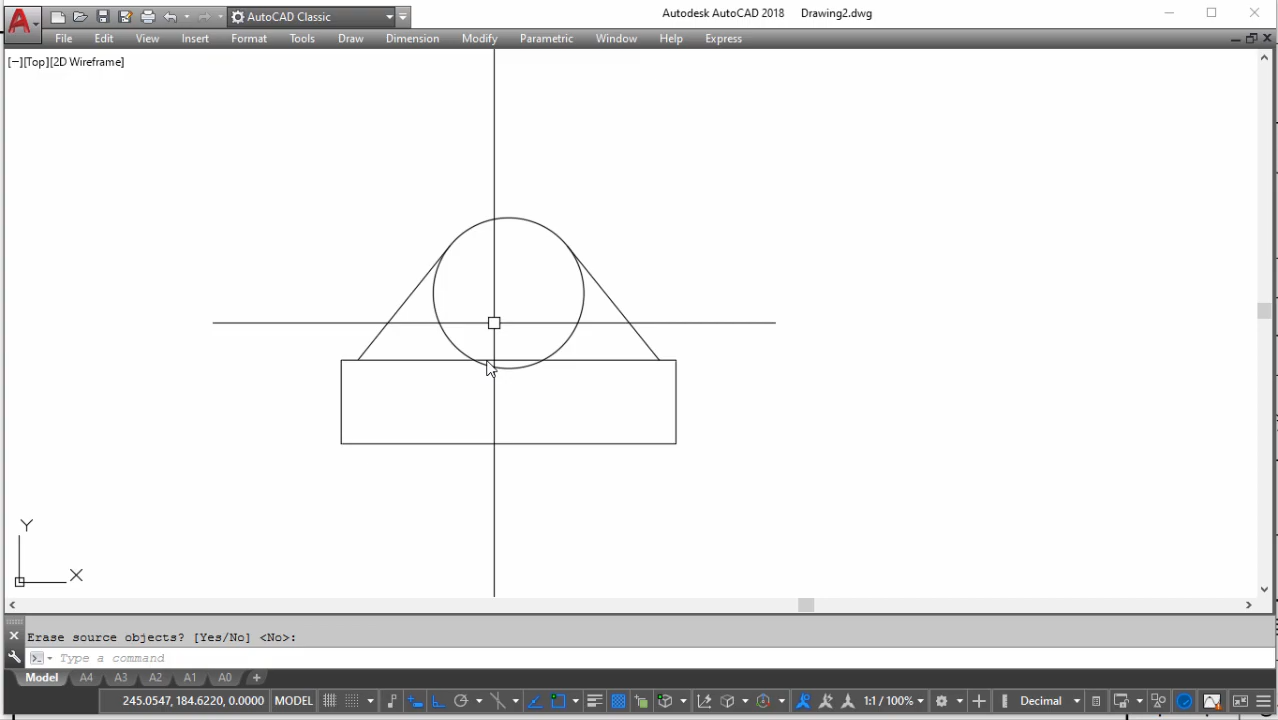 A AutoCAD Classic Autodesk AutoCAD 2018 Drawing2.dwg
File Edit View Insert Format Tools Draw Dimension Modify Parametric Window Help Express
[−][Top][2D Wireframe]
Y
X
Erase source objects? [Yes/No] <No>:
Type a command
Model A4 A3 A2 A1 A0 +
245.0547, 184.6220, 0.0000 MODEL 1:1 / 100% Decimal